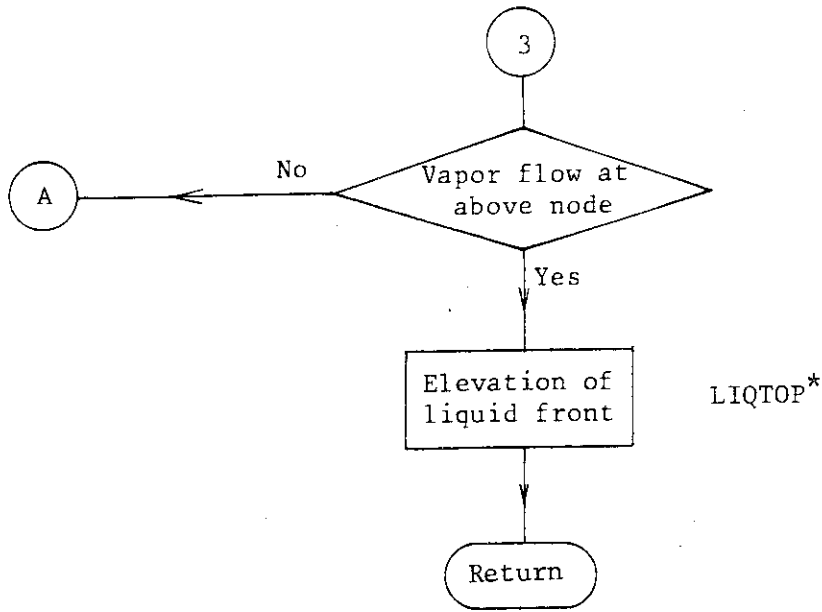 3
A
No
Vapor flow at
above node
Yes
Elevation of
liquid front
LIQTOP*
Return